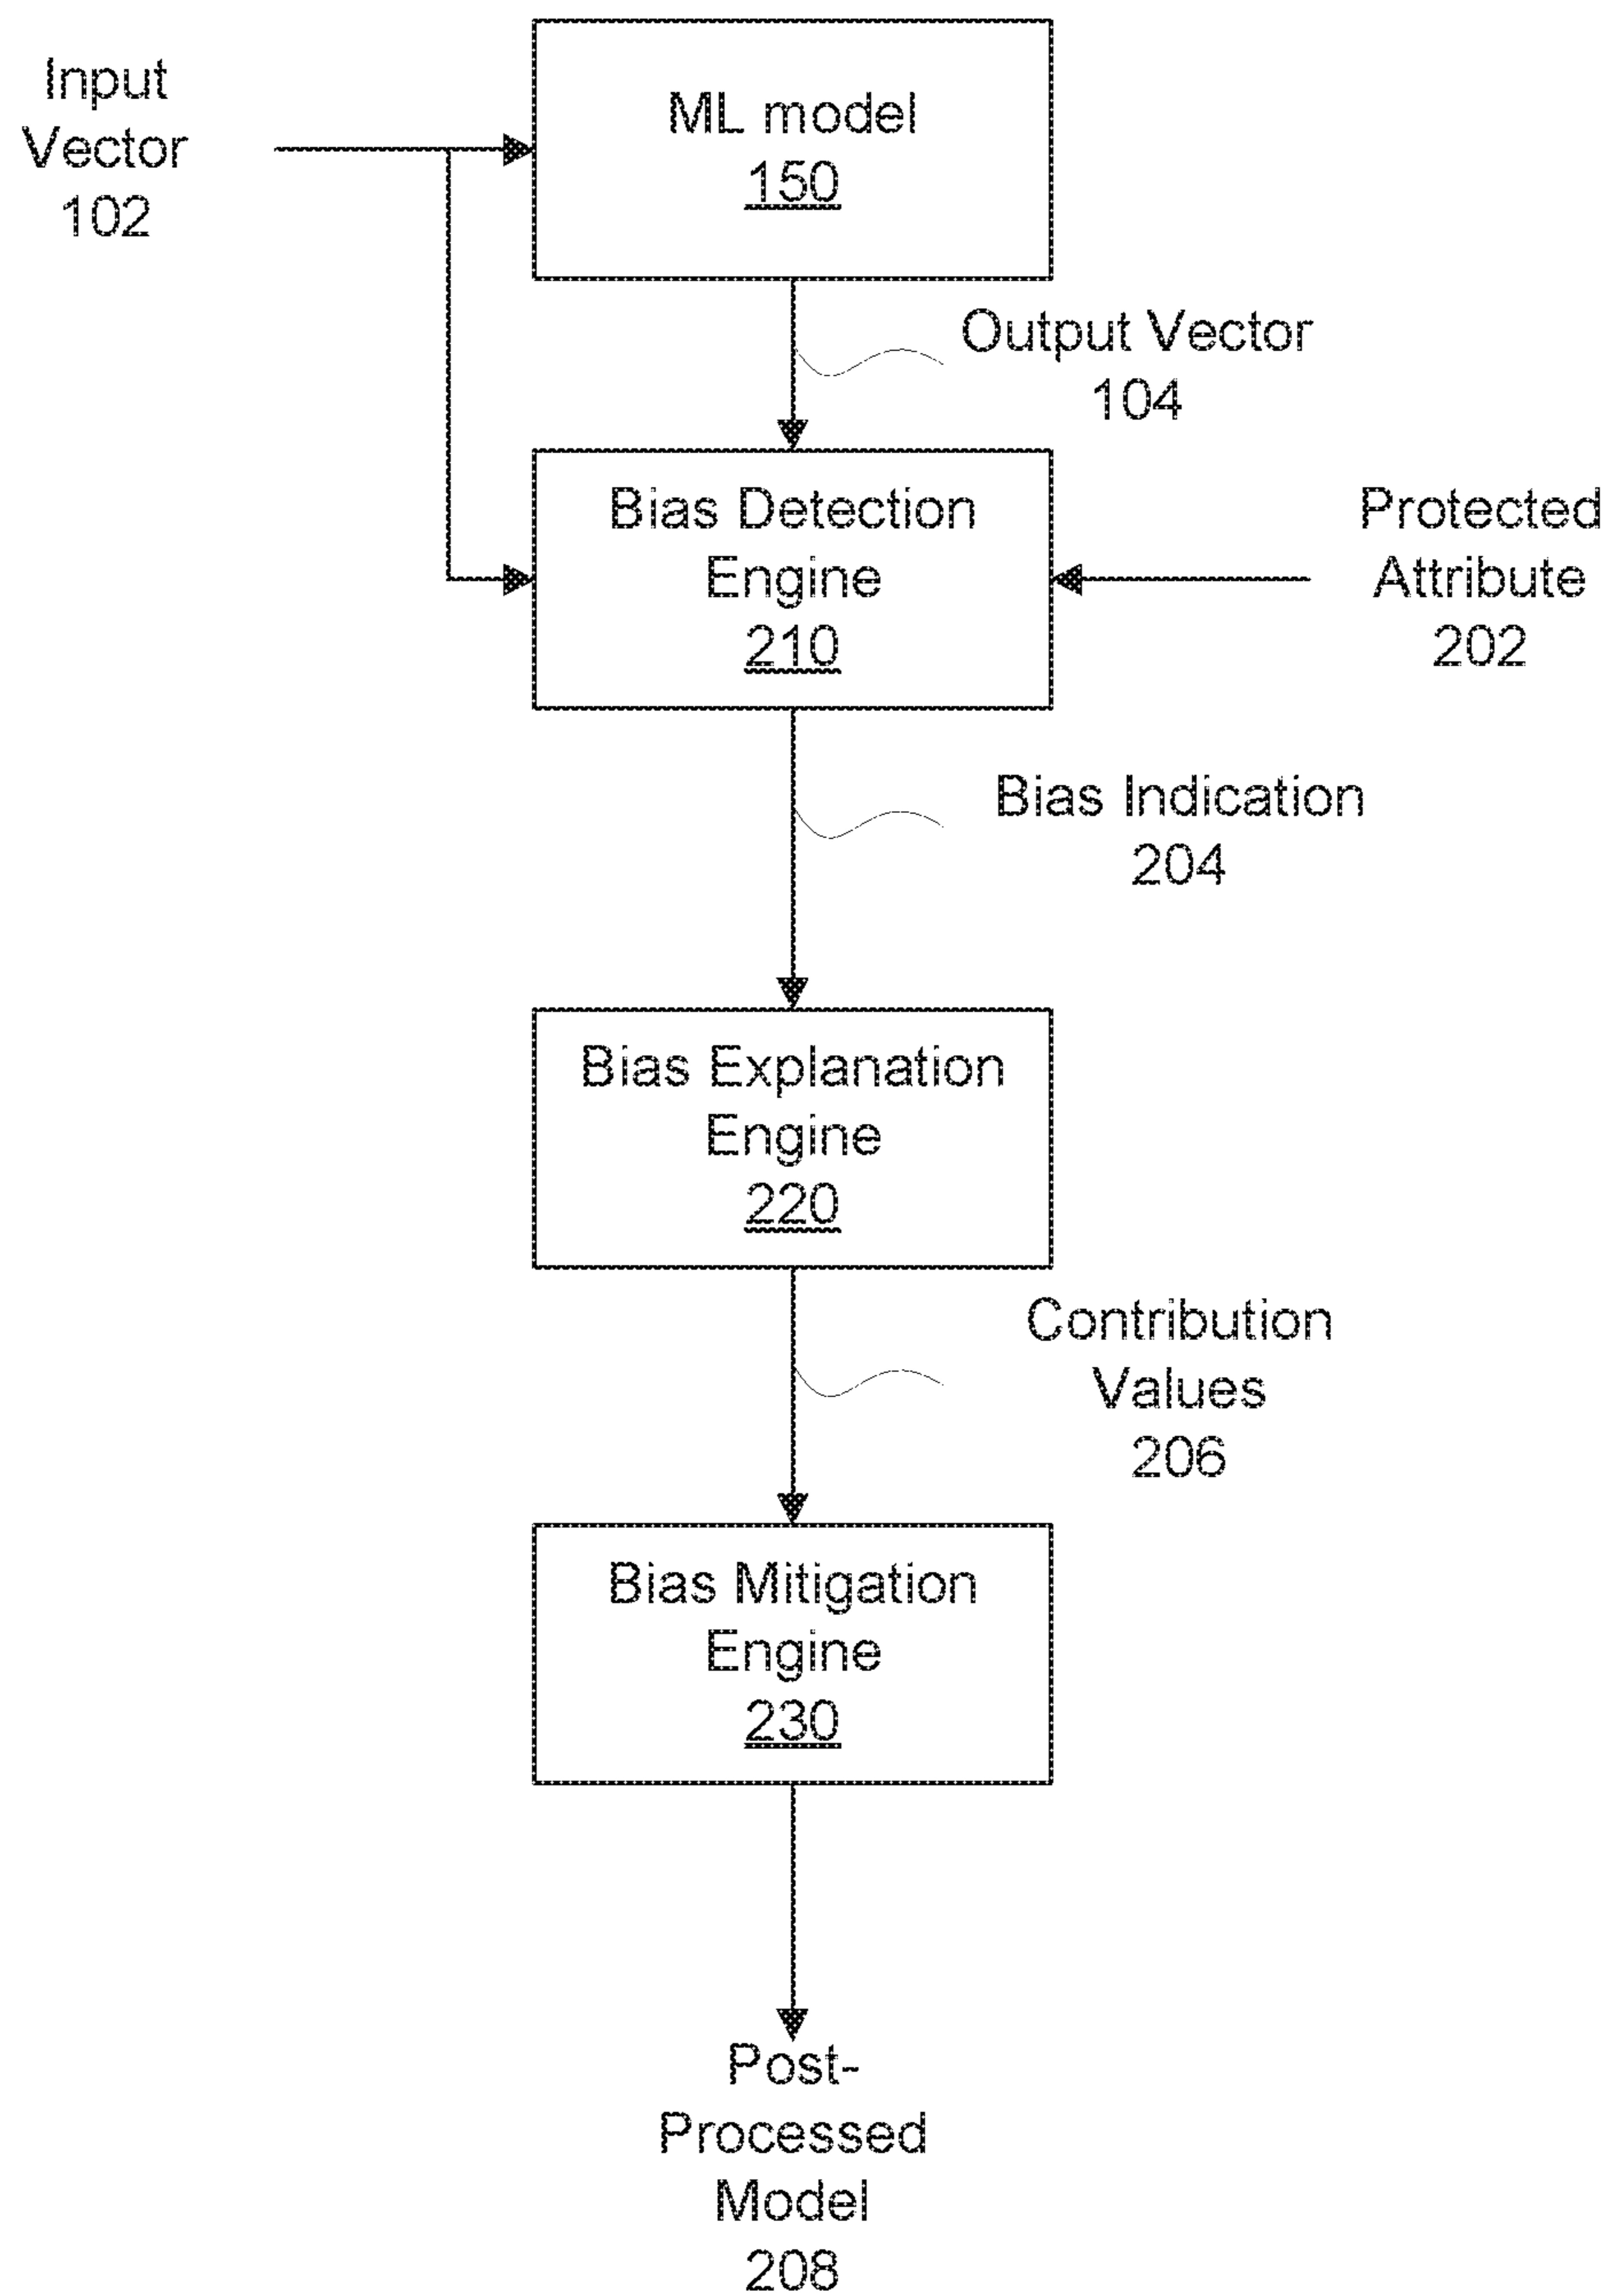 Input
Vector
102
ML model
150
Output Vector
104
Bias Detection
Engine
210
Protected
Attribute
202
Bias Indication
204
Bias Explanation
Engine
220
Contribution
Values
206
Bias Mitigation
Engine
230
Post-
Processed
Model
208